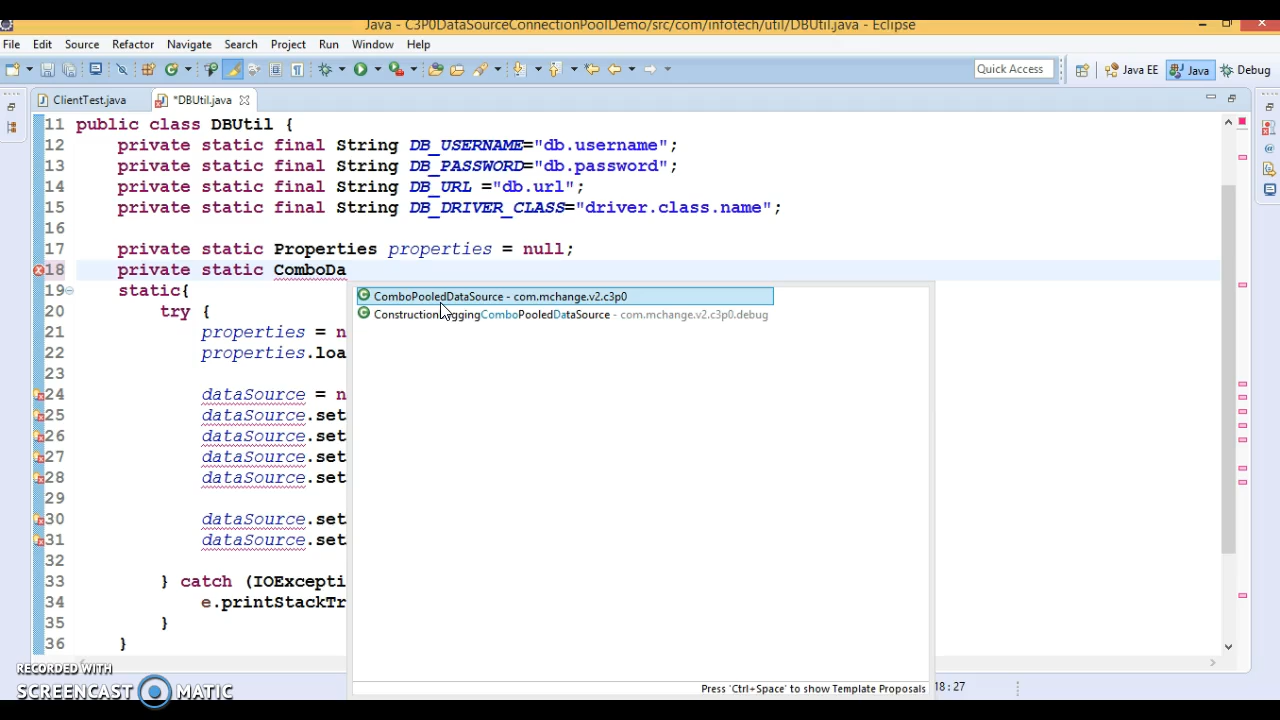 Java - C3P0DataSourceConnectionPoolDemo/src/com/infotech/util/DBUtil.java - Eclipse
File Edit Source Refactor Navigate Search Project Run Window Help
Quick Access Java EE Java Debug
ClientTest.java *DBUtil.java
11 public class DBUtil {
12 private static final String DB_USERNAME="db.username";
13 private static final String DB_PASSWORD="db.password";
14 private static final String DB_URL ="db.url";
15 private static final String DB_DRIVER_CLASS="driver.class.name";
16
17 private static Properties properties = null;
18 private static ComboDa
19 static{
ComboPooledDataSource - com.mchange.v2.c3p0
20 try {
ConstructionLoggingComboPooledDataSource - com.mchange.v2.c3p0.debug
21 properties = n
22 properties.loa
23
24 dataSource = n
25 dataSource.set
26 dataSource.set
27 dataSource.set
28 dataSource.set
29
30 dataSource.set
31 dataSource.set
32
33 } catch (IOExcepti
34 e.printStackTr
35 }
36 }
RECORDED WITH
SCREENCAST MATIC
Press 'Ctrl+Space' to show Template Proposals
18 : 27